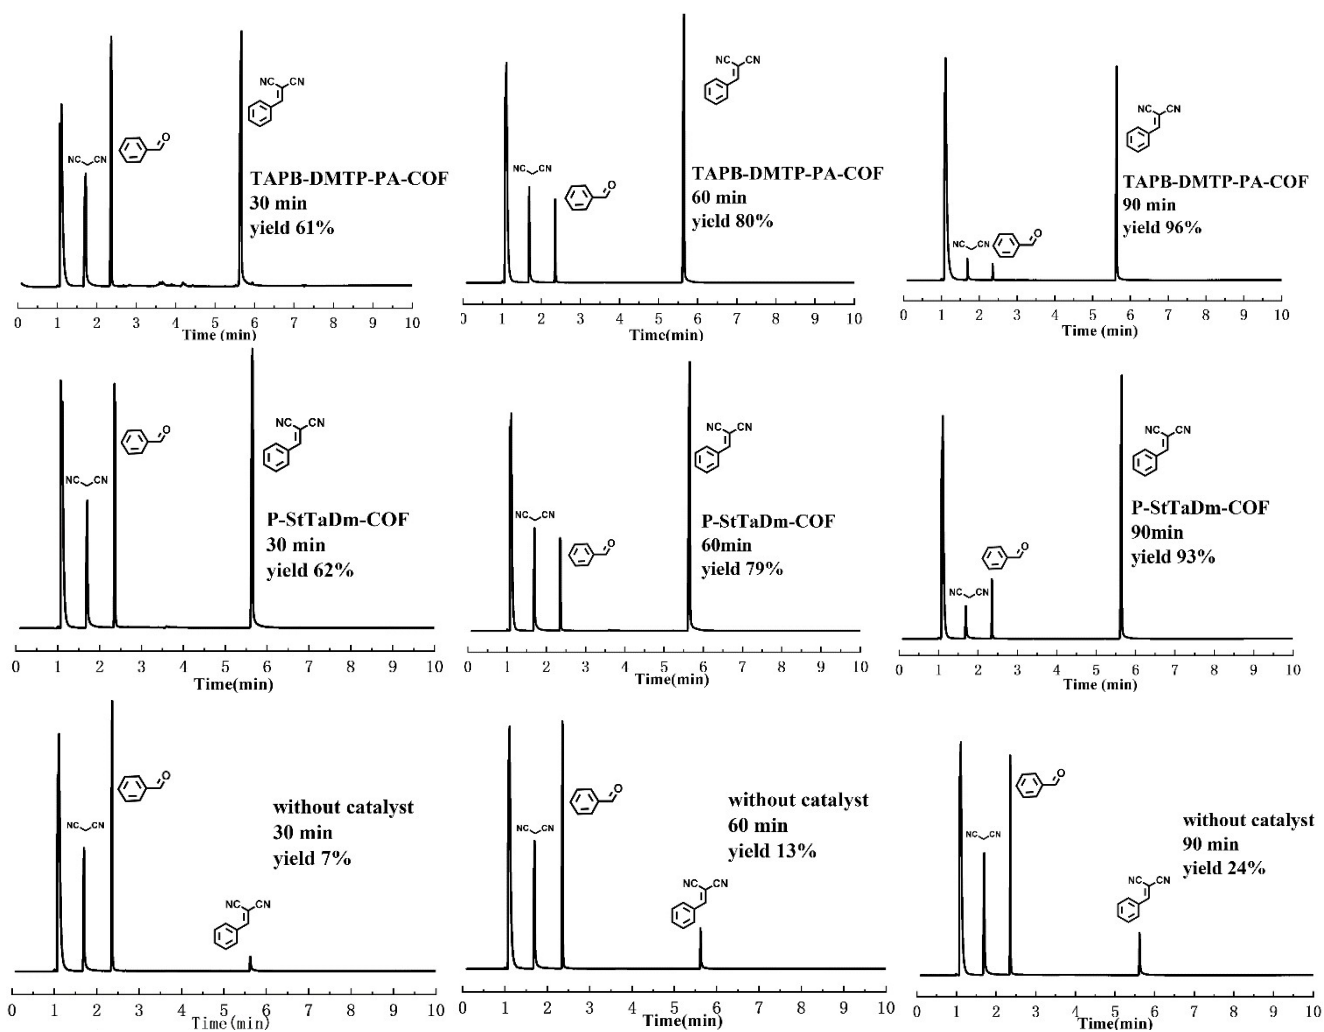 NC CN
O
NC CN
TAPB-DMTP-PA-COF
30 min
yield 61%
0 1 2 3 4 5 6 7 8 9 10
Time (min)
NC CN
O
NC CN
TAPB-DMTP-PA-COF
60 min
yield 80%
0 1 2 3 4 5 6 7 8 9 10
Time(min)
NC CN
O
NC CN
TAPB-DMTP-PA-COF
90 min
yield 96%
0 1 2 3 4 5 6 7 8 9 10
Time (min)
NC CN
O
NC CN
P-StTaDm-COF
30 min
yield 62%
0 1 2 3 4 5 6 7 8 9 10
Time(min)
NC CN
O
NC CN
P-StTaDm-COF
60min
yield 79%
0 1 2 3 4 5 6 7 8 9 10
Time(min)
NC CN
O
NC CN
P-StTaDm-COF
90min
yield 93%
0 1 2 3 4 5 6 7 8 9 10
Time (min)
NC CN
O
without catalyst
30 min
yield 7%
NC CN
0 1 2 3 4 5 6 7 8 9 10
Time(min)
NC CN
O
without catalyst
60 min
yield 13%
NC CN
0 1 2 3 4 5 6 7 8 9 10
Time(min)
NC CN
O
without catalyst
90 min
yield 24%
NC CN
0 1 2 3 4 5 6 7 8 9 10
Time (min)